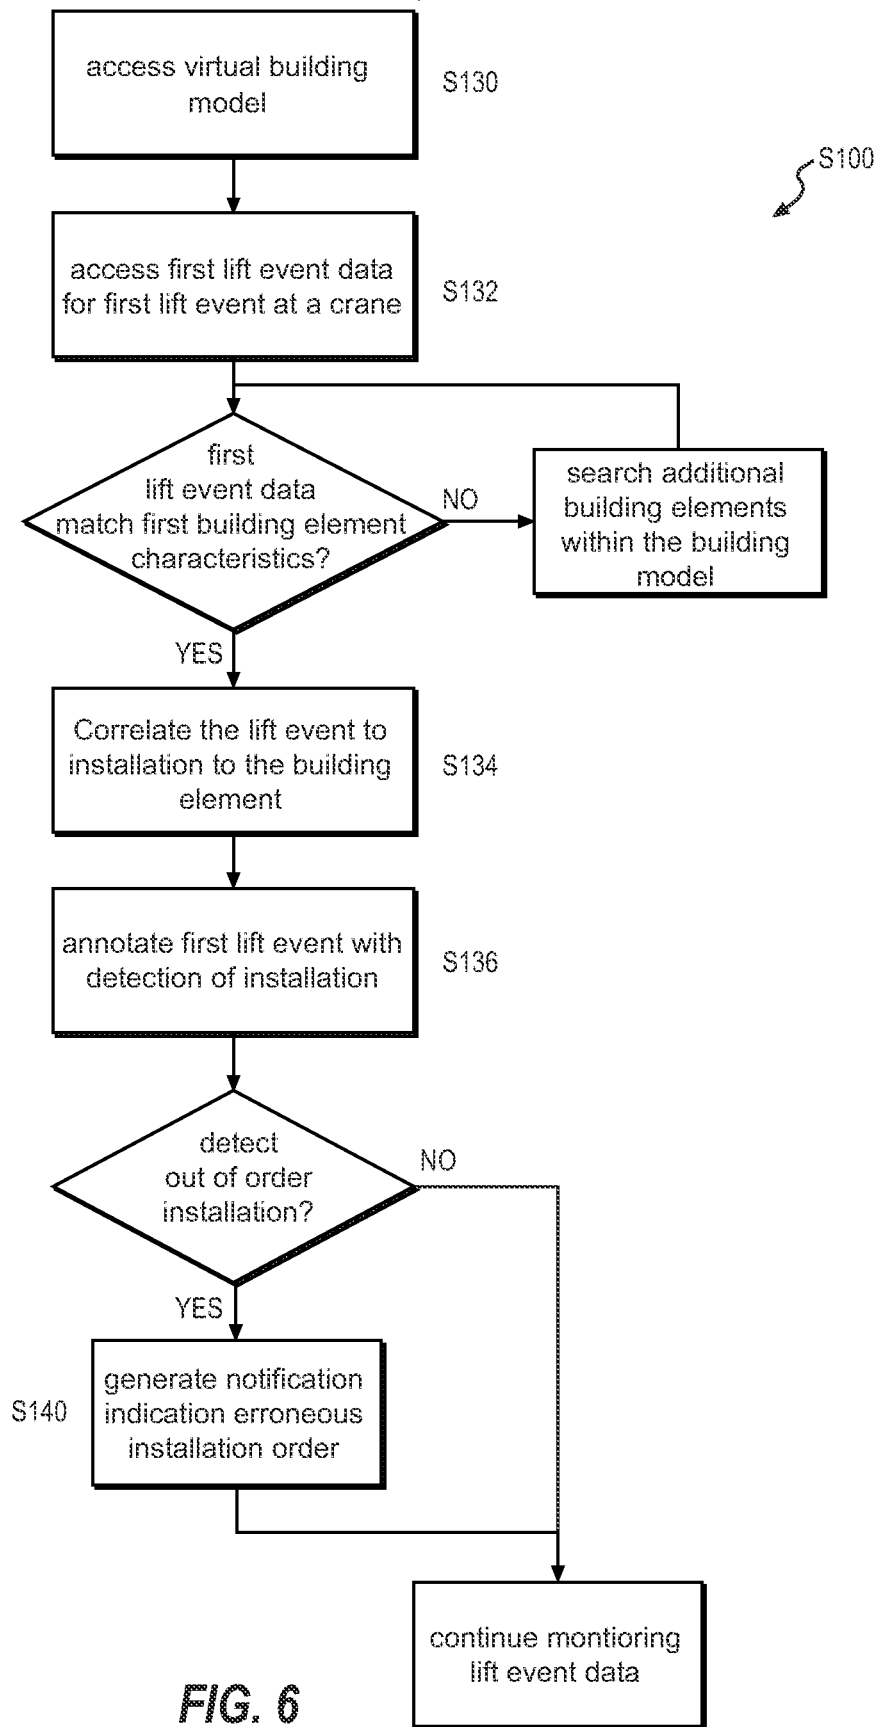 access virtual building
model
S130
S100
access first lift event data
for first lift event at a crane
S132
first
lift event data
match first building element
characteristics?
NO
search additional
building elements
within the building
model
YES
Correlate the lift event to
installation to the building
element
S134
annotate first lift event with
detection of installation
S136
detect
out of order
installation?
NO
YES
generate notification
indication erroneous
installation order
S140
continue montioring
lift event data
FIG. 6